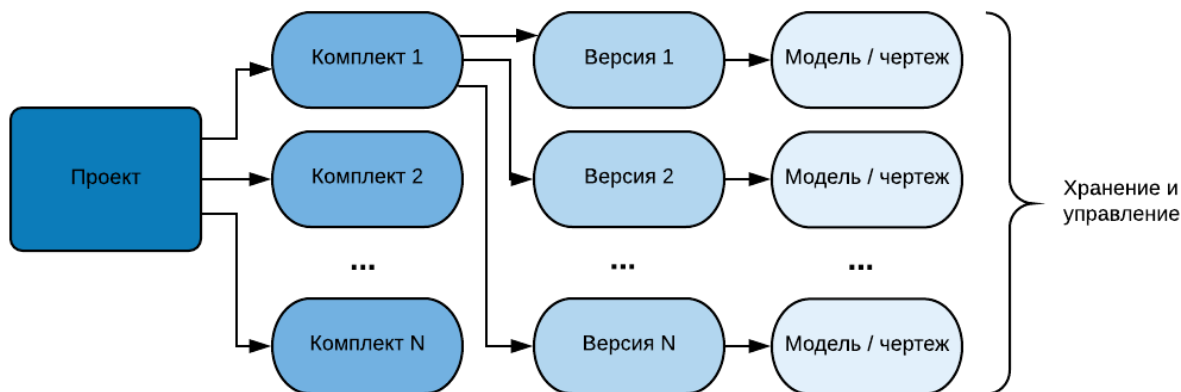 Комплект 1
Версия 1
Модель / чертеж
Проект
Комплект 2
Версия 2
Модель / чертеж
Хранение и
управление
...
...
...
Комплект N
Версия N
Модель / чертеж